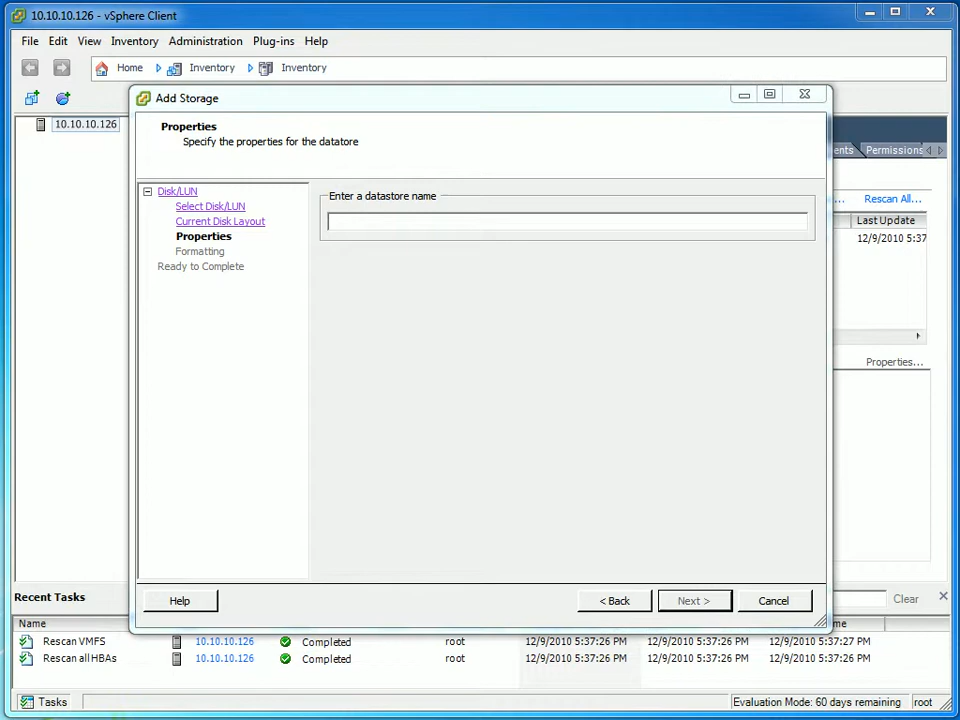 10.10.10.126 - vSphere Client
File Edit View Inventory Administration Plug-ins Help
Home Inventory Inventory
10.10.10.126
Add Storage
Properties
Specify the properties for the datatore
Disk/LUN
Select Disk/LUN
Current Disk Layout
Properties
Formatting
Ready to Complete
Enter a datastore name
ents Permissions
... Rescan All...
Last Update
12/9/2010 5:37
Properties...
Help < Back Next > Cancel
Recent Tasks Clear
Name me
Rescan VMFS 10.10.10.126 Completed root 12/9/2010 5:37:26 PM 12/9/2010 5:37:26 PM 12/9/2010 5:37:27 PM
Rescan all HBAs 10.10.10.126 Completed root 12/9/2010 5:37:26 PM 12/9/2010 5:37:26 PM 12/9/2010 5:37:26 PM
Tasks Evaluation Mode: 60 days remaining root